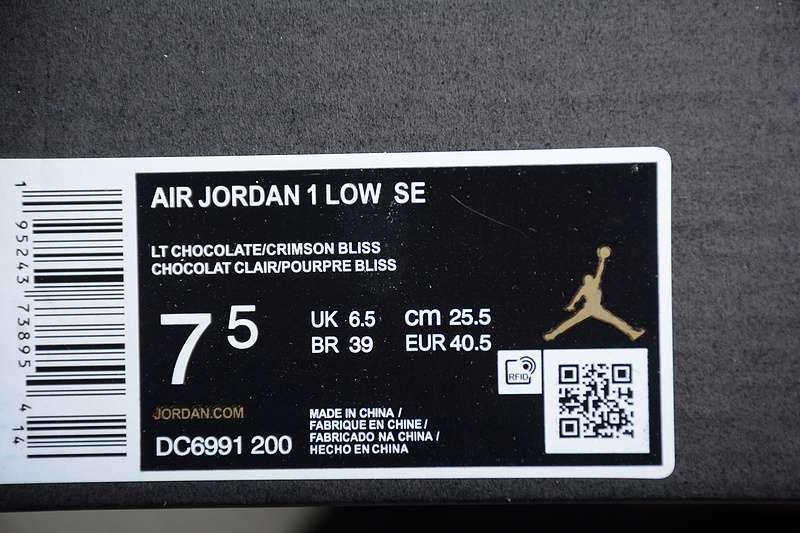 1 95243 73895 4 14
AIR JORDAN 1 LOW SE
LT CHOCOLATE/CRIMSON BLISS
CHOCOLAT CLAIR/POURPRE BLISS
7 5
UK 6.5 cm 25.5
BR 39 EUR 40.5
RFID
JORDAN.COM
DC6991 200
MADE IN CHINA /
FABRIQUE EN CHINE /
FABRICADO NA CHINA /
HECHO EN CHINA